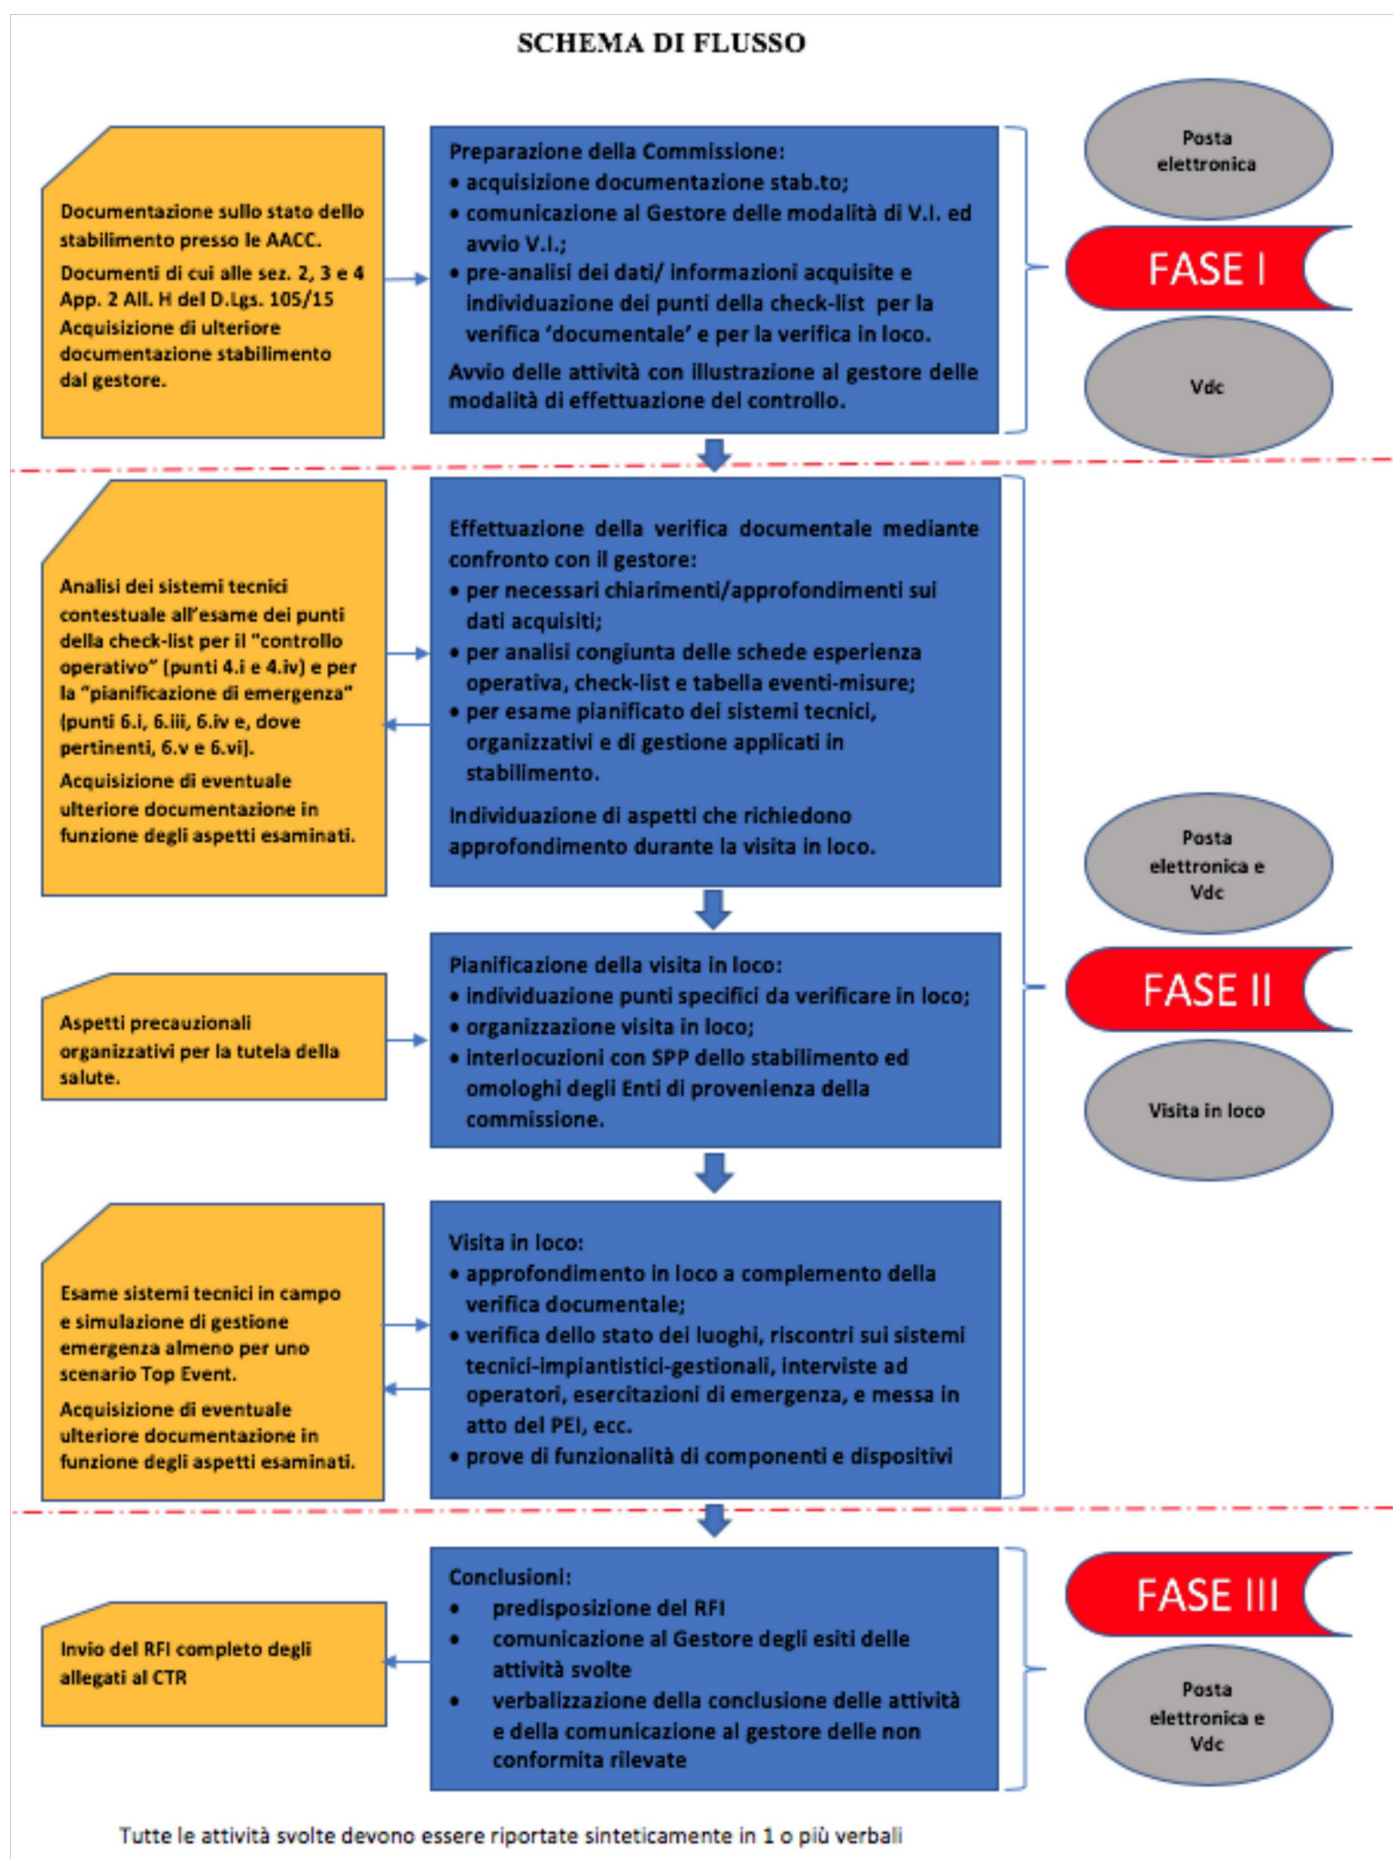 SCHEMA DI FLUSSO
Documentazione sullo stato dello
stabilimento presso le AACC.
Documenti di cui alle sez. 2, 3 e 4
App. 2 All. H del D.Lgs. 105/15
Acquisizione di ulteriore
documentazione stabilimento
dal gestore.
Preparazione della Commissione:
• acquisizione documentazione stab.to;
• comunicazione al Gestore delle modalità di V.I. ed
avvio V.I.;
• pre-analisi dei dati/ informazioni acquisite e
individuazione dei punti della check-list per la
verifica ‘documentale’ e per la verifica in loco.
Avvio delle attività con illustrazione al gestore delle
modalità di effettuazione del controllo.
Posta
elettronica
FASE I
Vdc
Analisi dei sistemi tecnici
contestuale all’esame dei punti
della check-list per il “controllo
operativo” (punti 4.i e 4.iv) e per
la “pianificazione di emergenza”
(punti 6.i, 6.iii, 6.iv e, dove
pertinenti, 6.v e 6.vi).
Acquisizione di eventuale
ulteriore documentazione in
funzione degli aspetti esaminati.
Effettuazione della verifica documentale mediante
confronto con il gestore:
• per necessari chiarimenti/approfondimenti sui
dati acquisiti;
• per analisi congiunta delle schede esperienza
operativa, check-list e tabella eventi-misure;
• per esame pianificato dei sistemi tecnici,
organizzativi e di gestione applicati in
stabilimento.
Individuazione di aspetti che richiedono
approfondimento durante la visita in loco.
Aspetti precauzionali
organizzativi per la tutela della
salute.
Pianificazione della visita in loco:
• individuazione punti specifici da verificare in loco;
• organizzazione visita in loco;
• interlocuzioni con SPP dello stabilimento ed
omologhi degli Enti di provenienza della
commissione.
Posta
elettronica e
Vdc
FASE II
Visita in loco
Esame sistemi tecnici in campo
e simulazione di gestione
emergenza almeno per uno
scenario Top Event.
Acquisizione di eventuale
ulteriore documentazione in
funzione degli aspetti esaminati.
Visita in loco:
• approfondimento in loco a complemento della
verifica documentale;
• verifica dello stato dei luoghi, riscontri sui sistemi
tecnici-impiantistici-gestionali, interviste ad
operatori, esercitazioni di emergenza, e messa in
atto del PEI, ecc.
• prove di funzionalità di componenti e dispositivi
Invio del RFI completo degli
allegati al CTR
Conclusioni:
• predisposizione del RFI
• comunicazione al Gestore degli esiti delle
attività svolte
• verbalizzazione della conclusione delle attività
e della comunicazione al gestore delle non
conformita rilevate
FASE III
Posta
elettronica e
Vdc
Tutte le attività svolte devono essere riportate sinteticamente in 1 o più verbali